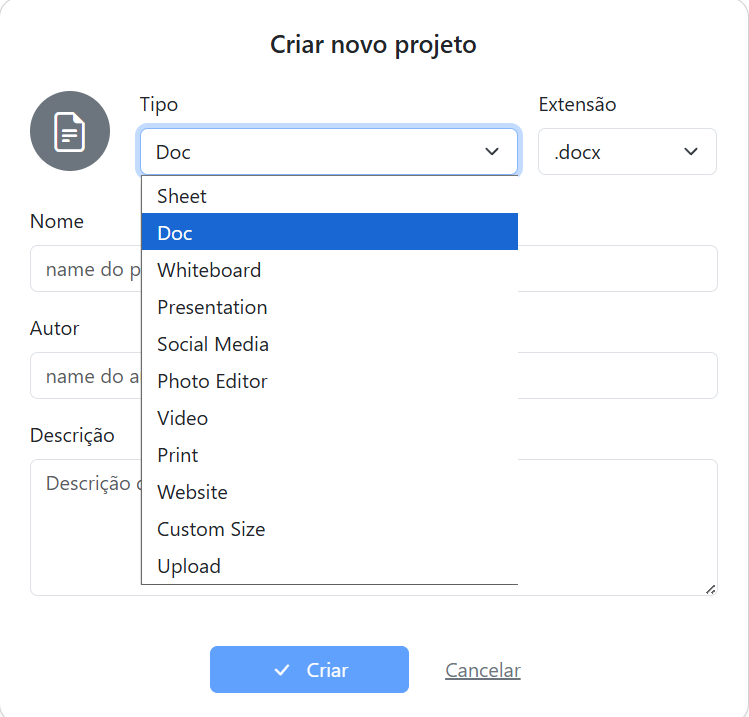 Criar novo projeto
Tipo
Extensão
Doc
.docx
Sheet
Doc
Whiteboard
Presentation
Social Media
Photo Editor
Video
Print
Website
Custom Size
Upload
Nome
name do
Autor
name do
Descrição
Descrição
Criar
Cancelar